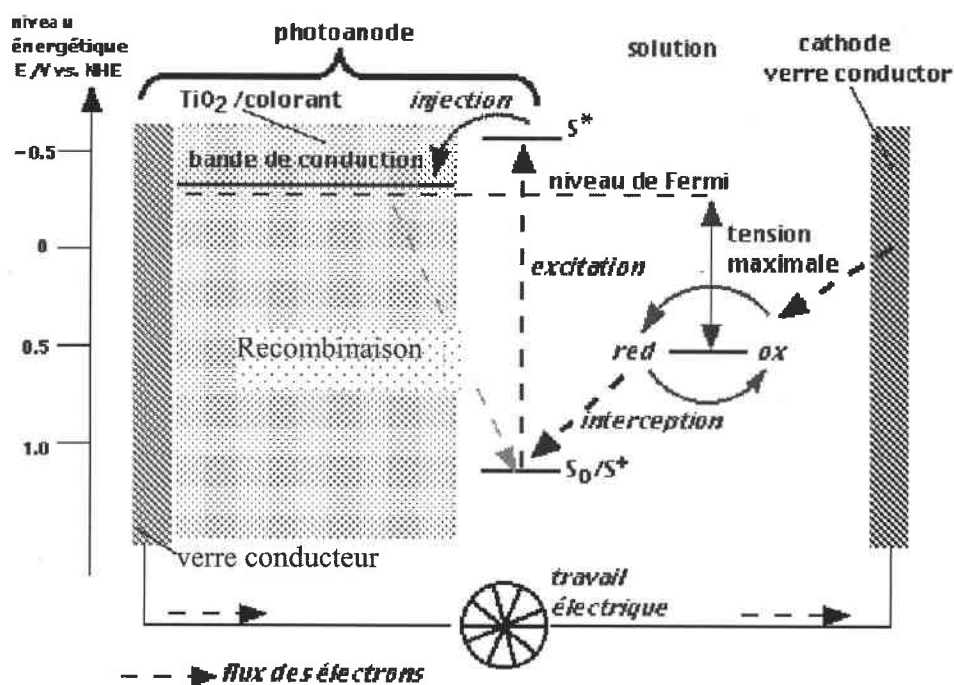 niveau
énergétique
E /V vs. NHE
photoanode
solution
cathode
verre conductor
TiO2 /colorant
injection
S*
-0.5
bande de conduction
niveau de Fermi
0
tension
maximale
excitation
0.5
Recombinaison
red
ox
interception
1.0
S0/S+
verre conducteur
travail
électrique
flux des électrons